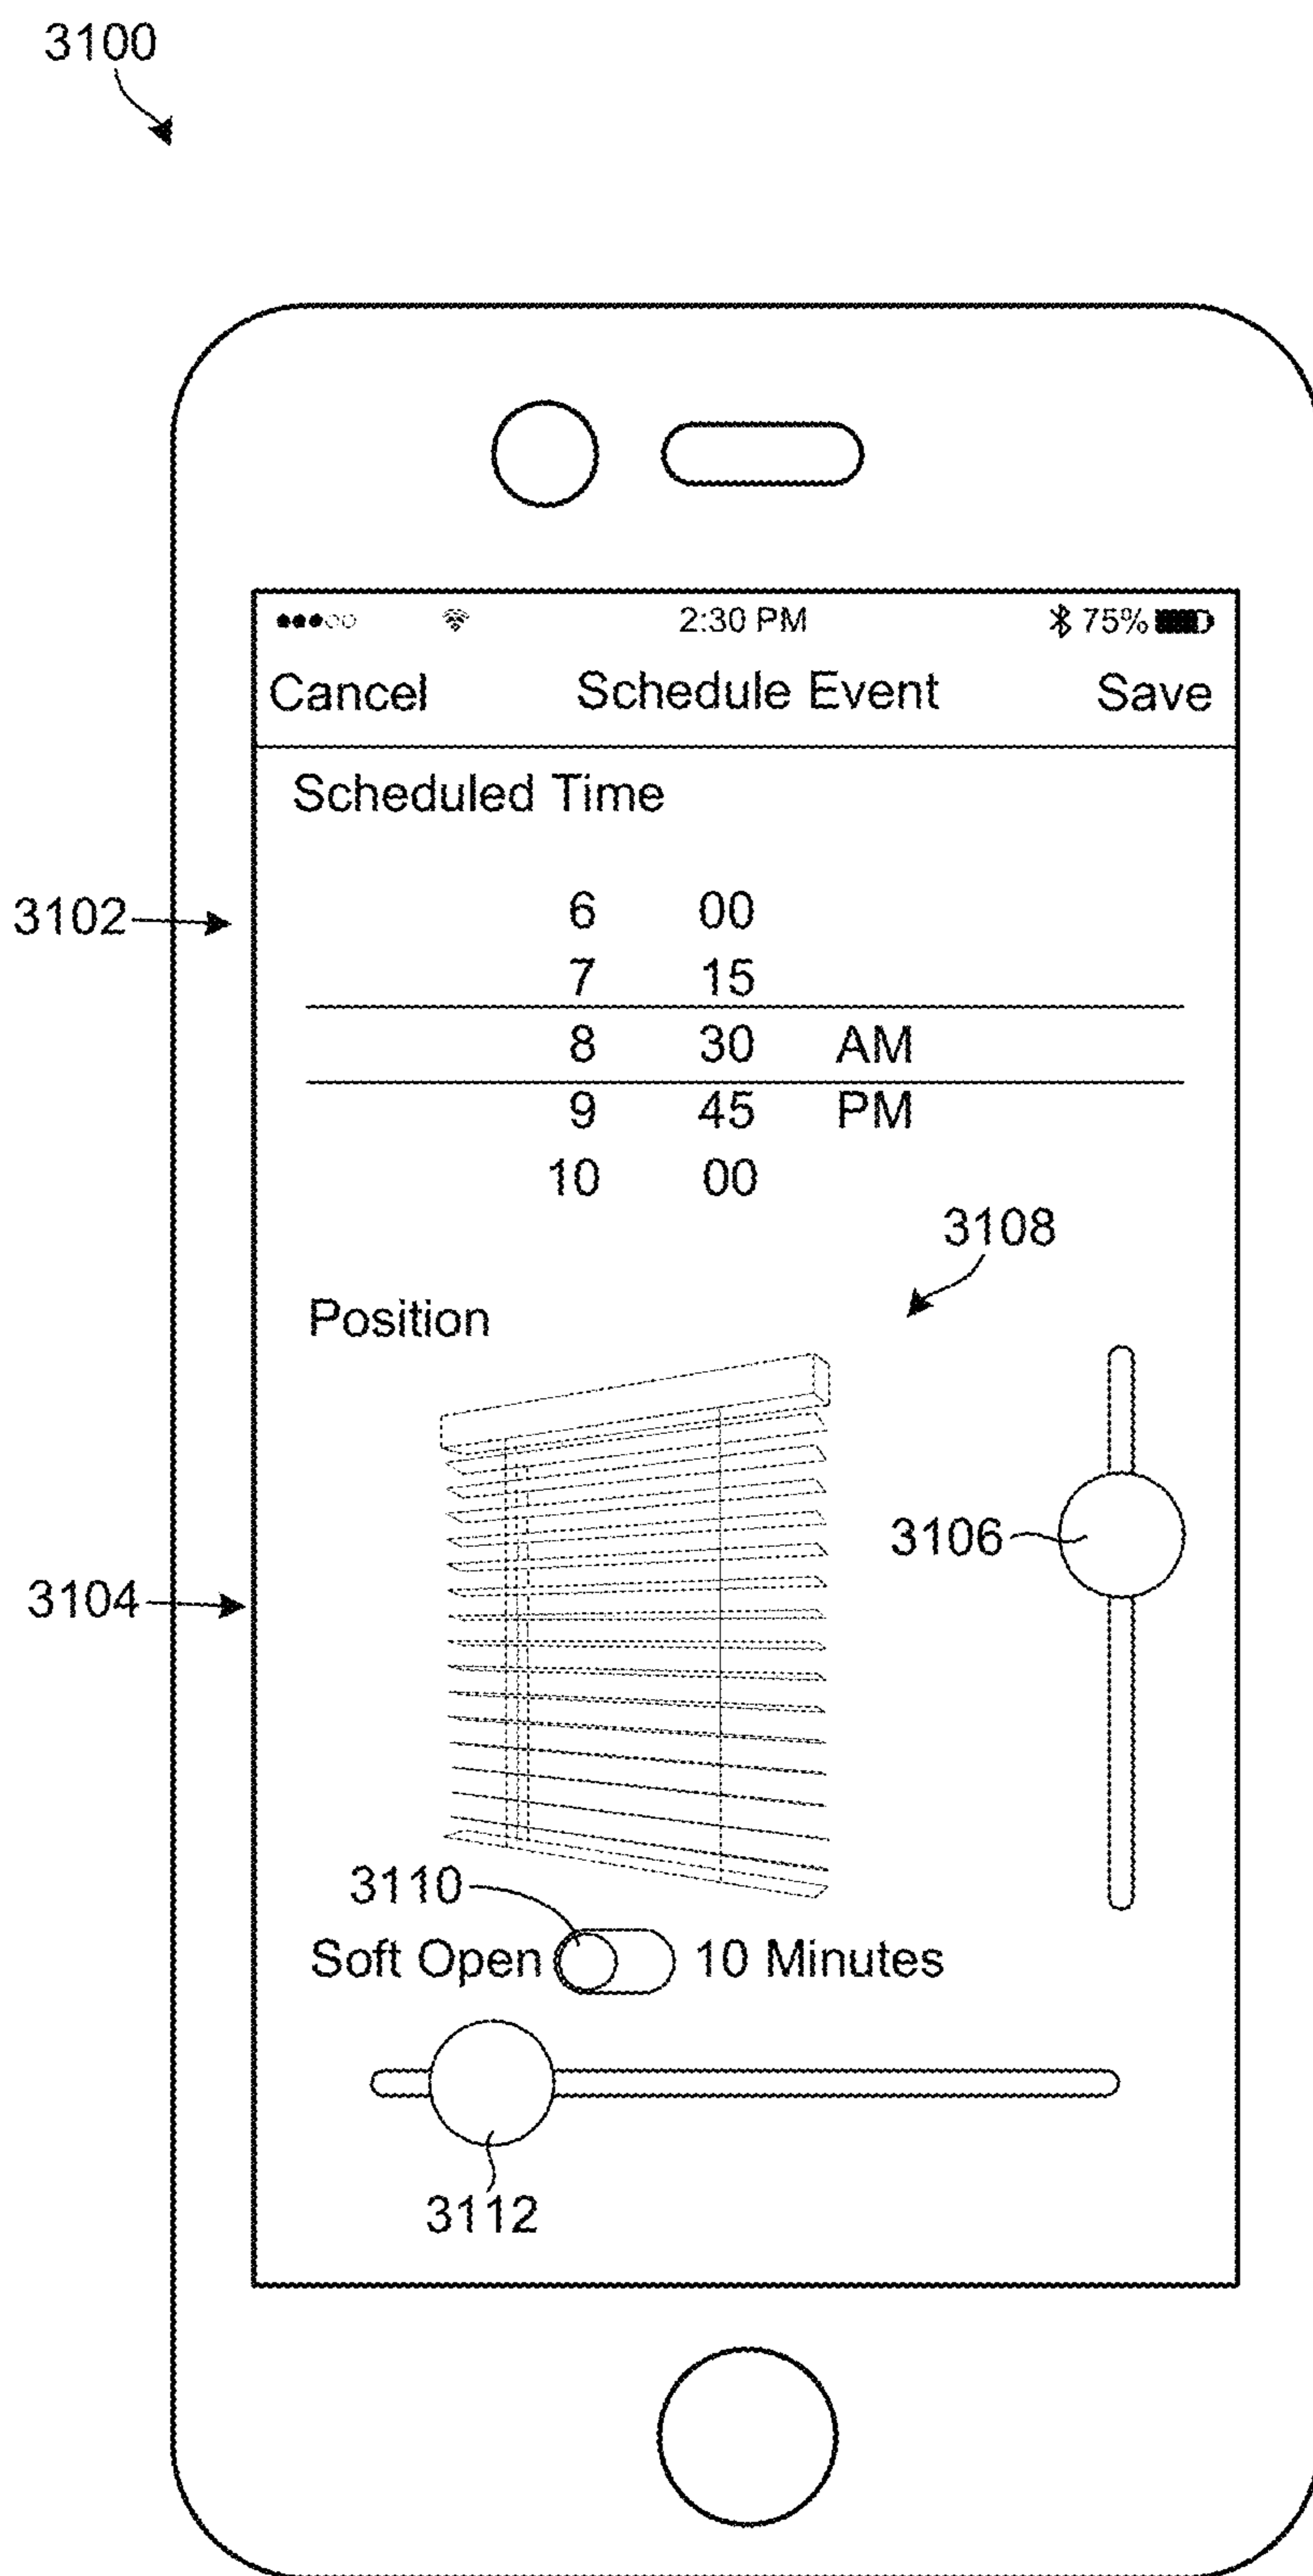 3100
2:30 PM 75%
Cancel Schedule Event Save
Scheduled Time
3102
6 00
7 15
8 30 AM
9 45 PM
10 00
3108
Position
3106
3104
3110
Soft Open 10 Minutes
3112